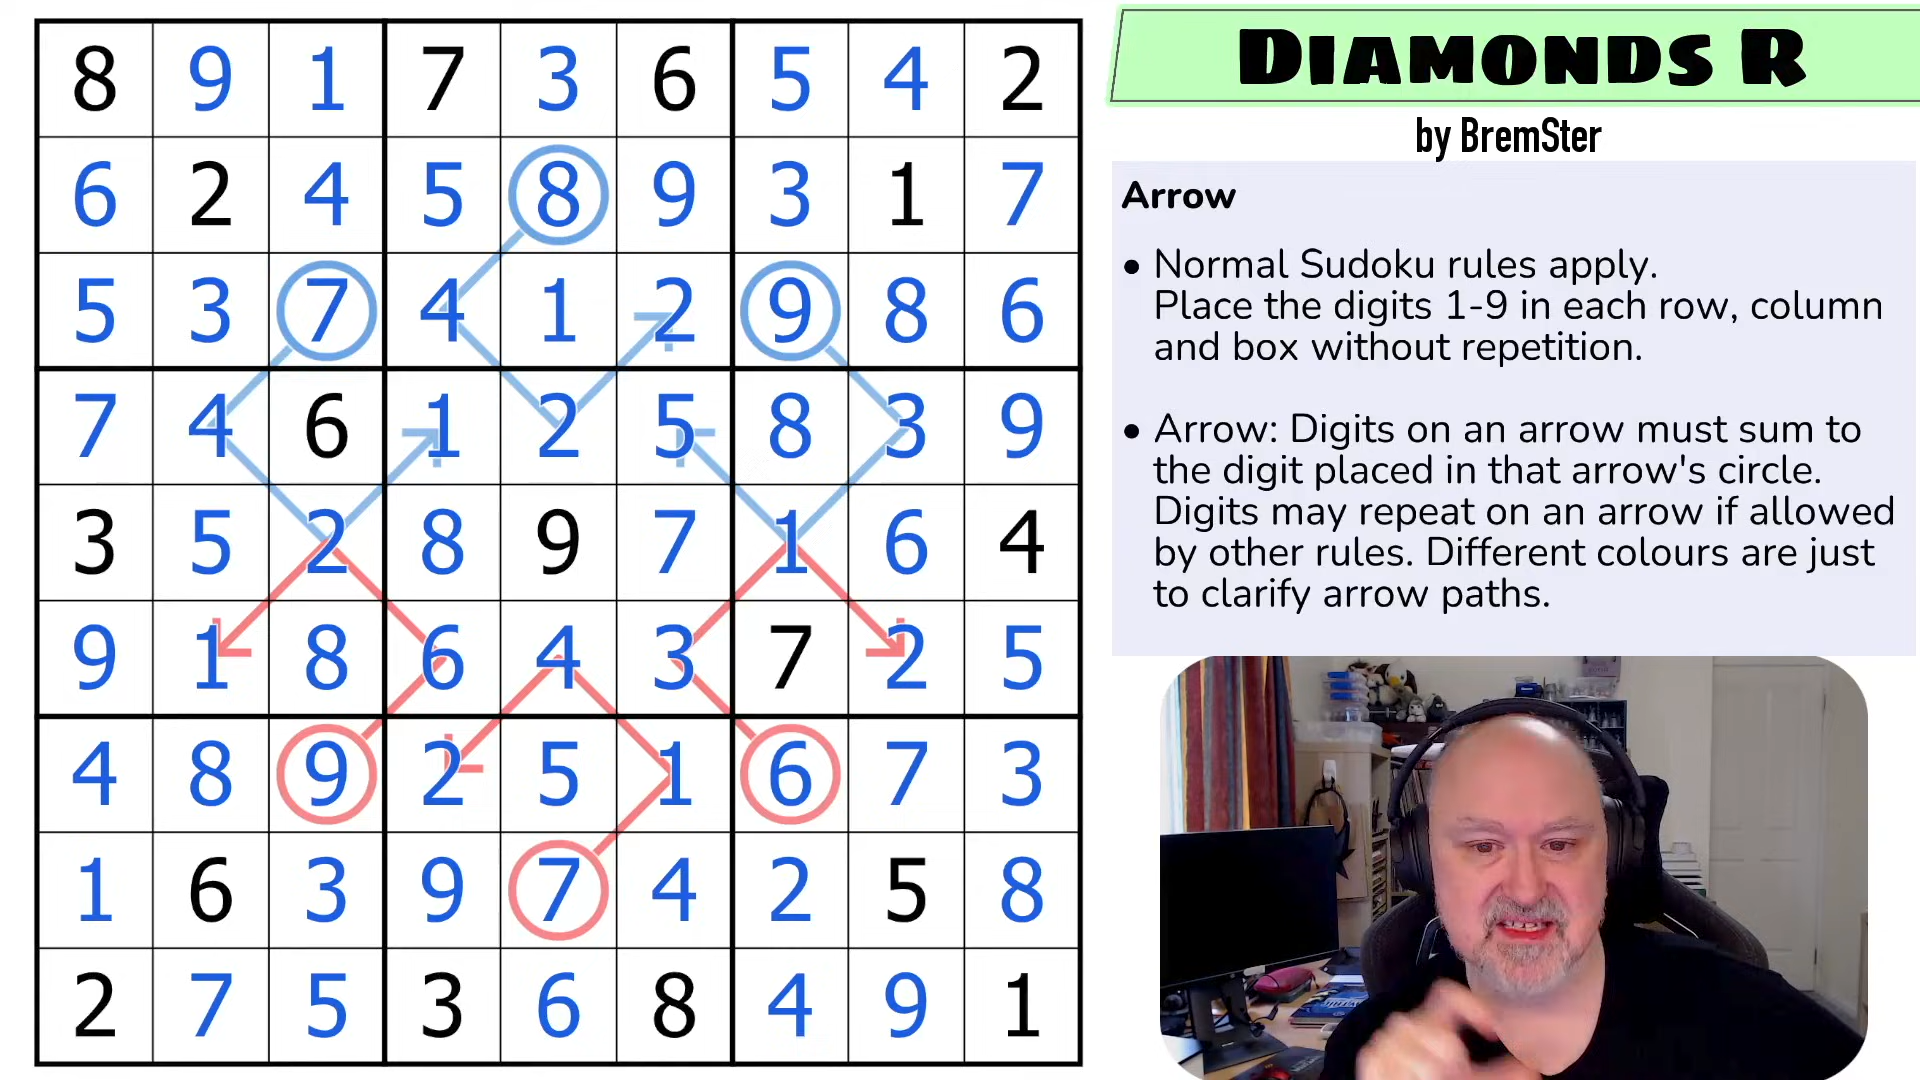 DIAMONDS R
by BremSter
Arrow
• Normal Sudoku rules apply.
Place the digits 1-9 in each row, column
and box without repetition.
• Arrow: Digits on an arrow must sum to
the digit placed in that arrow's circle.
Digits may repeat on an arrow if allowed
by other rules. Different colours are just
to clarify arrow paths.
8 9 1 7 3 6 5 4 2
6 2 4 5 8 9 3 1 7
5 3 7 4 1 2 9 8 6
7 4 6 1 2 5 8 3 9
3 5 2 8 9 7 1 6 4
9 1 8 6 4 3 7 2 5
4 8 9 2 5 1 6 7 3
1 6 3 9 7 4 2 5 8
2 7 5 3 6 8 4 9 1